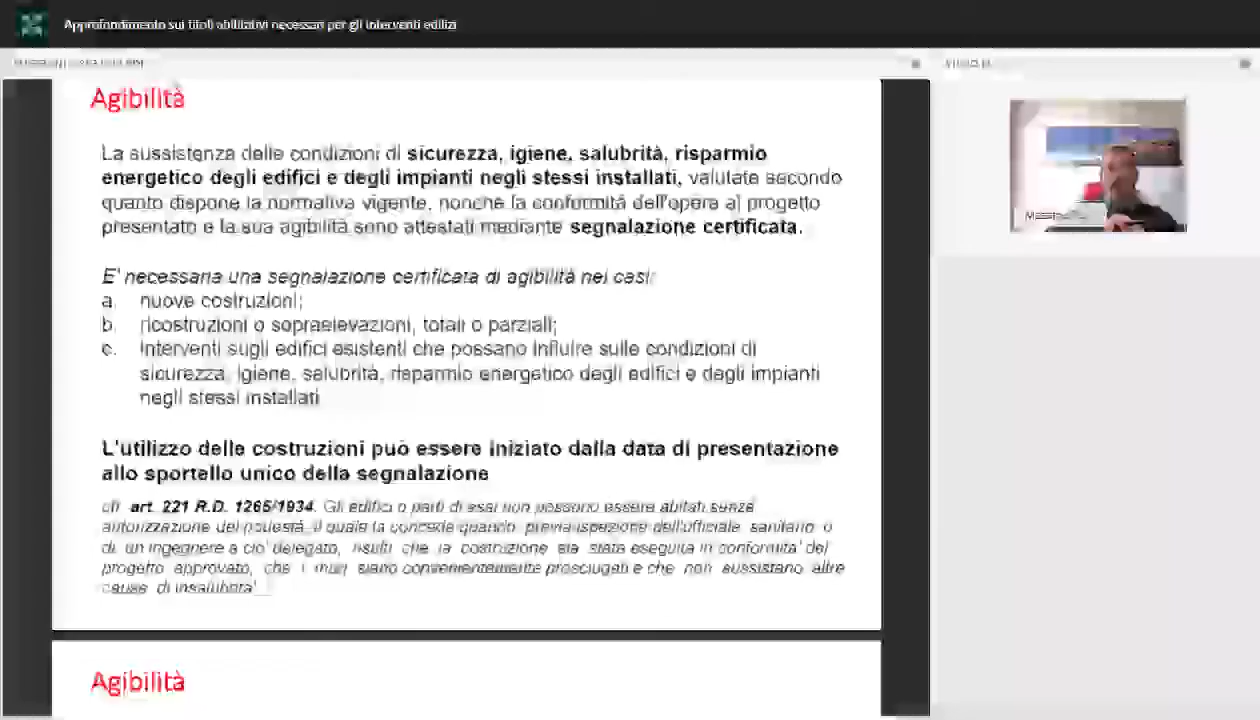 Approfondimento sui titoli abilitativi necessari per gli interventi edilizi
Agibilità
La sussistenza delle condizioni di sicurezza, igiene, salubrità, risparmio
energetico degli edifici e degli impianti negli stessi installati, valutate secondo
quanto dispone la normativa vigente, nonché la conformità dell'opera al progetto
presentato e la sua agibilità sono attestati mediante segnalazione certificata.
E' necessaria una segnalazione certificata di agibilità nei casi:
a. nuove costruzioni;
b. ricostruzioni o sopraelevazioni, totali o parziali;
c. interventi sugli edifici esistenti che possano influire sulle condizioni di
sicurezza, igiene, salubrità, risparmio energetico degli edifici e degli impianti
negli stessi installati
L'utilizzo delle costruzioni può essere iniziato dalla data di presentazione
allo sportello unico della segnalazione
cfr. art. 221 R.D. 1265/1934. Gli edifici o parti di essi non possono essere abitati senza
autorizzazione del podestà, il quale la concede quando, previa ispezione dell'ufficiale sanitario o
di un ingegnere a cio' delegato, risulti che la costruzione sia stata eseguita in conformita' del
progetto approvato, che i muri siano convenientemente prosciugati e che non sussistano altre
cause di insalubrita'
Agibilità